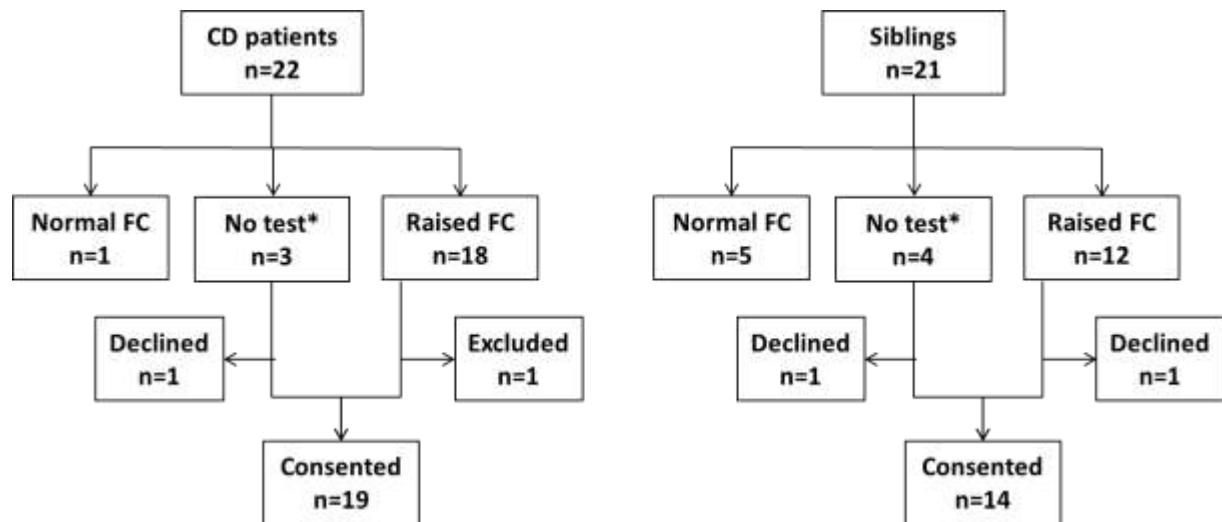 CD patients
n=22
Siblings
n=21
Normal FC
n=1
No test*
n=3
Raised FC
n=18
Normal FC
n=5
No test*
n=4
Raised FC
n=12
Declined
n=1
Excluded
n=1
Declined
n=1
Declined
n=1
Consented
n=19
Consented
n=14